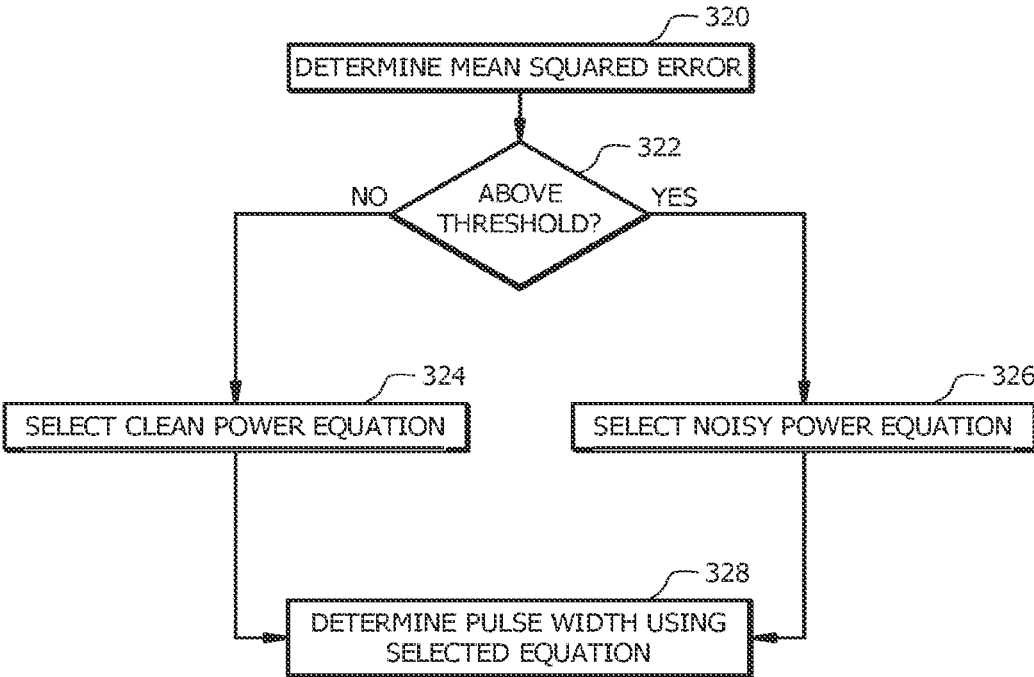 320
DETERMINE MEAN SQUARED ERROR
322
NO
ABOVE
THRESHOLD?
YES
324
SELECT CLEAN POWER EQUATION
326
SELECT NOISY POWER EQUATION
328
DETERMINE PULSE WIDTH USING
SELECTED EQUATION